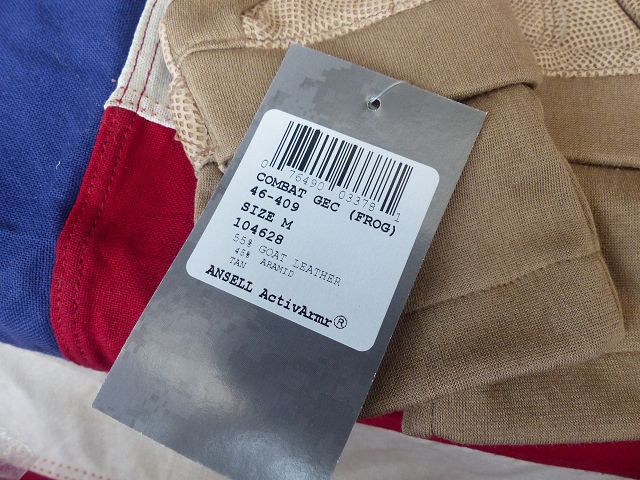 0 76490 03378 1
COMBAT GEC (FROG)
46-409
SIZE M
104628
55% GOAT LEATHER
45% ARAMID
TAN
ANSELL ActivArmr®